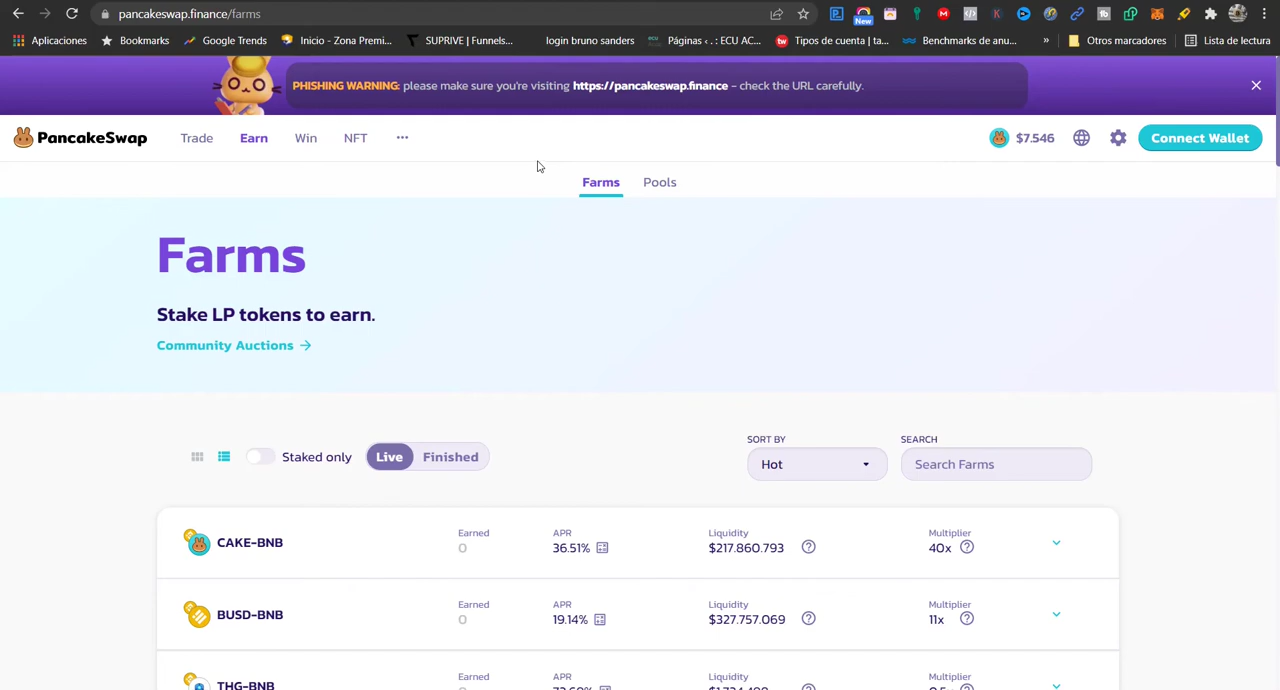 pancakeswap.finance/farms
New
Aplicaciones Bookmarks Google Trends Inicio - Zona Premi... SUPRIVE | Funnels... login bruno sanders Páginas < . : ECU AC... Tipos de cuenta | ta... Benchmarks de anu... » Otros marcadores Lista de lectura
PHISHING WARNING: please make sure you're visiting https://pancakeswap.finance - check the URL carefully.
PancakeSwap Trade Earn Win NFT ... $7.546 Connect Wallet
Farms Pools
Farms
Stake LP tokens to earn.
Community Auctions →
SORT BY SEARCH
Staked only Live Finished Hot Search Farms
Earned APR Liquidity Multiplier
CAKE-BNB 0 36.51% $217.860.793 40x
Earned APR Liquidity Multiplier
BUSD-BNB 0 19.14% $327.757.069 11x
Earned APR Liquidity Multiplier
THG-BNB